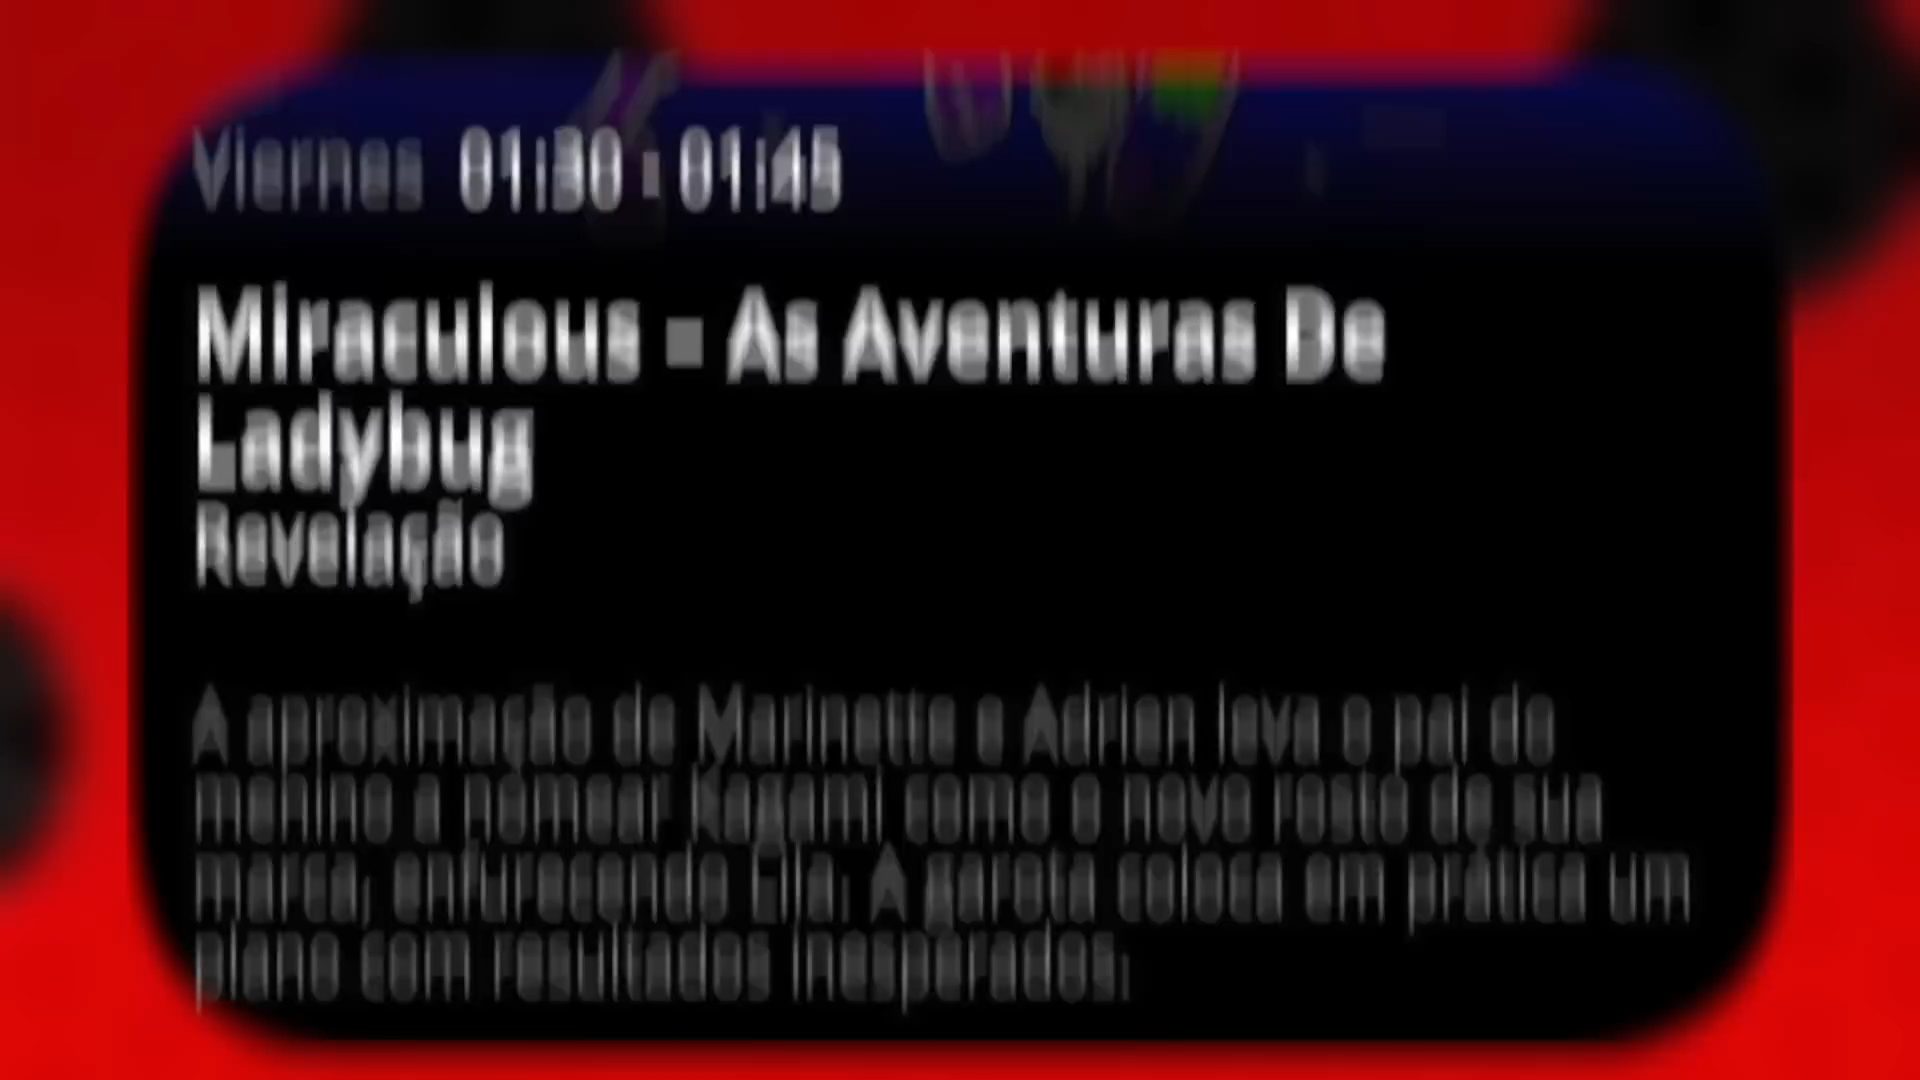 Viernes 01:30 - 01:45
Miraculous - As Aventuras De
Ladybug
Revelação
A aproximação de Marinette e Adrien leva o pai do
menino a nomear Kagami como o novo rosto de sua
marca, enfurecendo Lila. A garota coloca em prática um
plano com resultados inesperados.